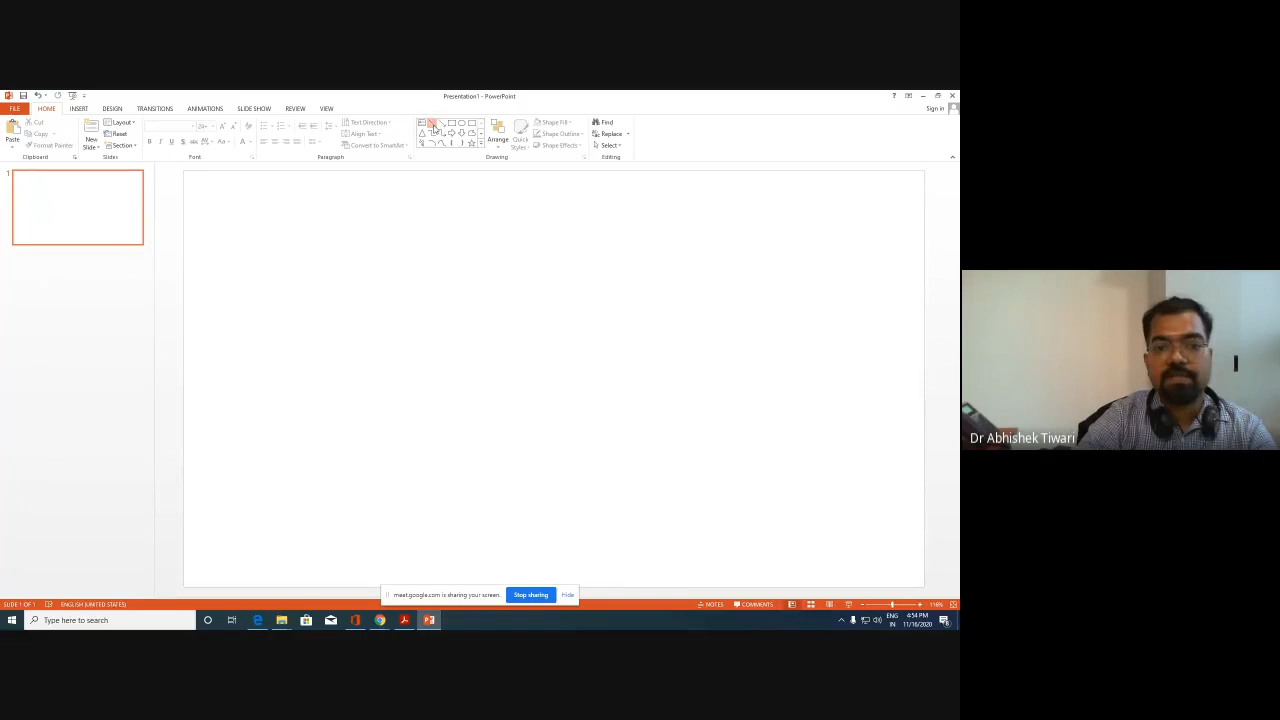 Presentation1 - PowerPoint
Sign in
FILE HOME INSERT DESIGN TRANSITIONS ANIMATIONS SLIDE SHOW REVIEW VIEW
Cut
Copy
Format Painter
Paste
Clipboard
New
Slide
Layout
Reset
Section
Slides
Font
Text Direction
Align Text
Convert to SmartArt
Paragraph
Arrange
Quick
Styles
Shape Fill
Shape Outline
Shape Effects
Drawing
Find
Replace
Select
Editing
1
Dr Abhishek Tiwari
meet.google.com is sharing your screen.
Stop sharing
Hide
SLIDE 1 OF 1
ENGLISH (UNITED STATES)
NOTES
COMMENTS
116%
Type here to search
ENG
IN
4:54 PM
11/16/2020